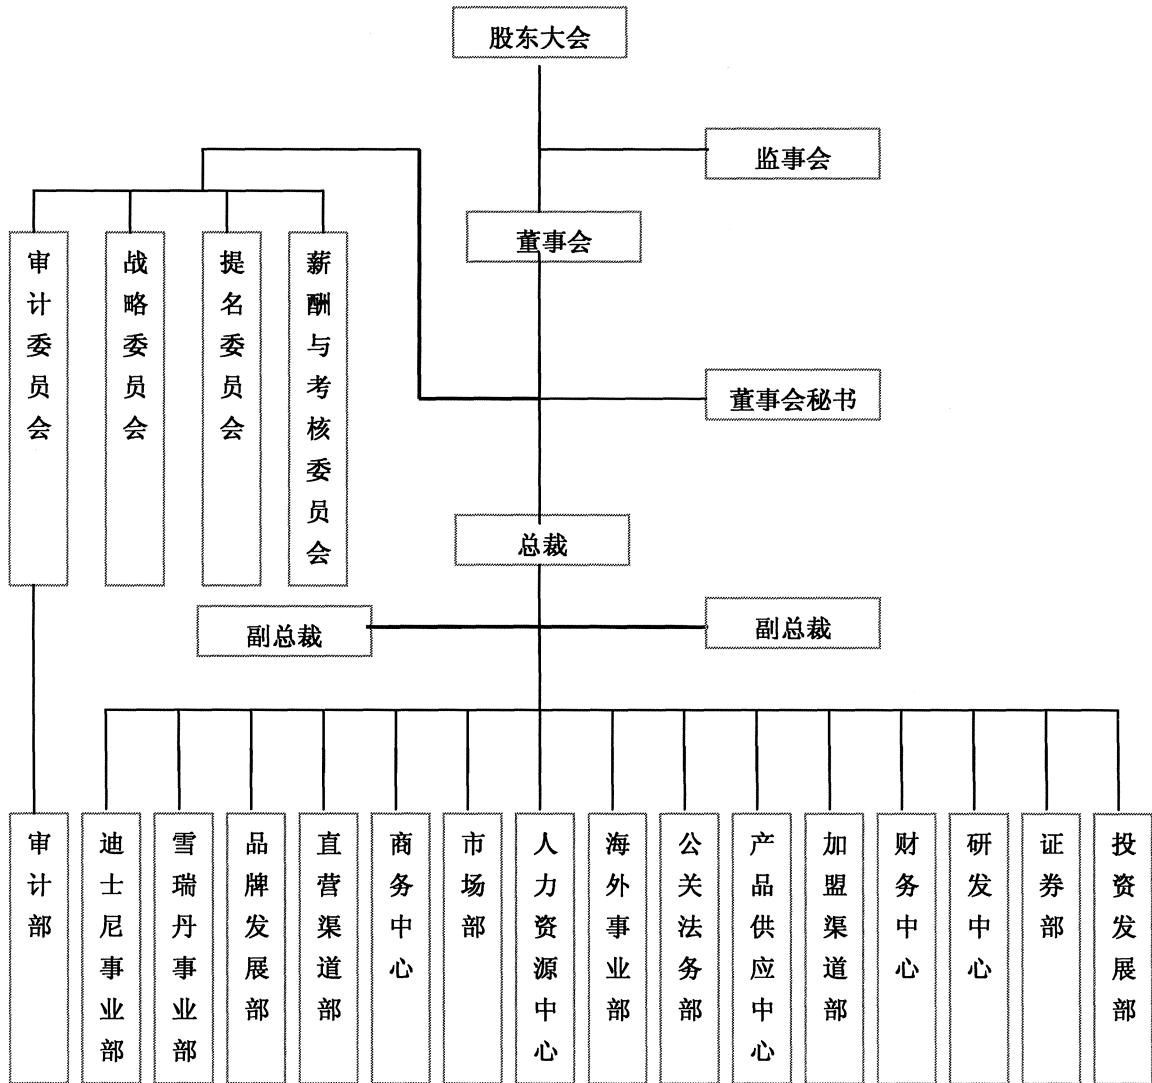 股东大会
监事会
董事会
审计委员会
战略委员会
提名委员会
薪酬与考核委员会
董事会秘书
总裁
副总裁
副总裁
审计部
迪士尼事业部
雪瑞丹事业部
品牌发展部
直营渠道部
商务中心
市场部
人力资源中心
海外事业部
公关法务部
产品供应中心
加盟渠道部
财务中心
研发中心
证券部
投资发展部